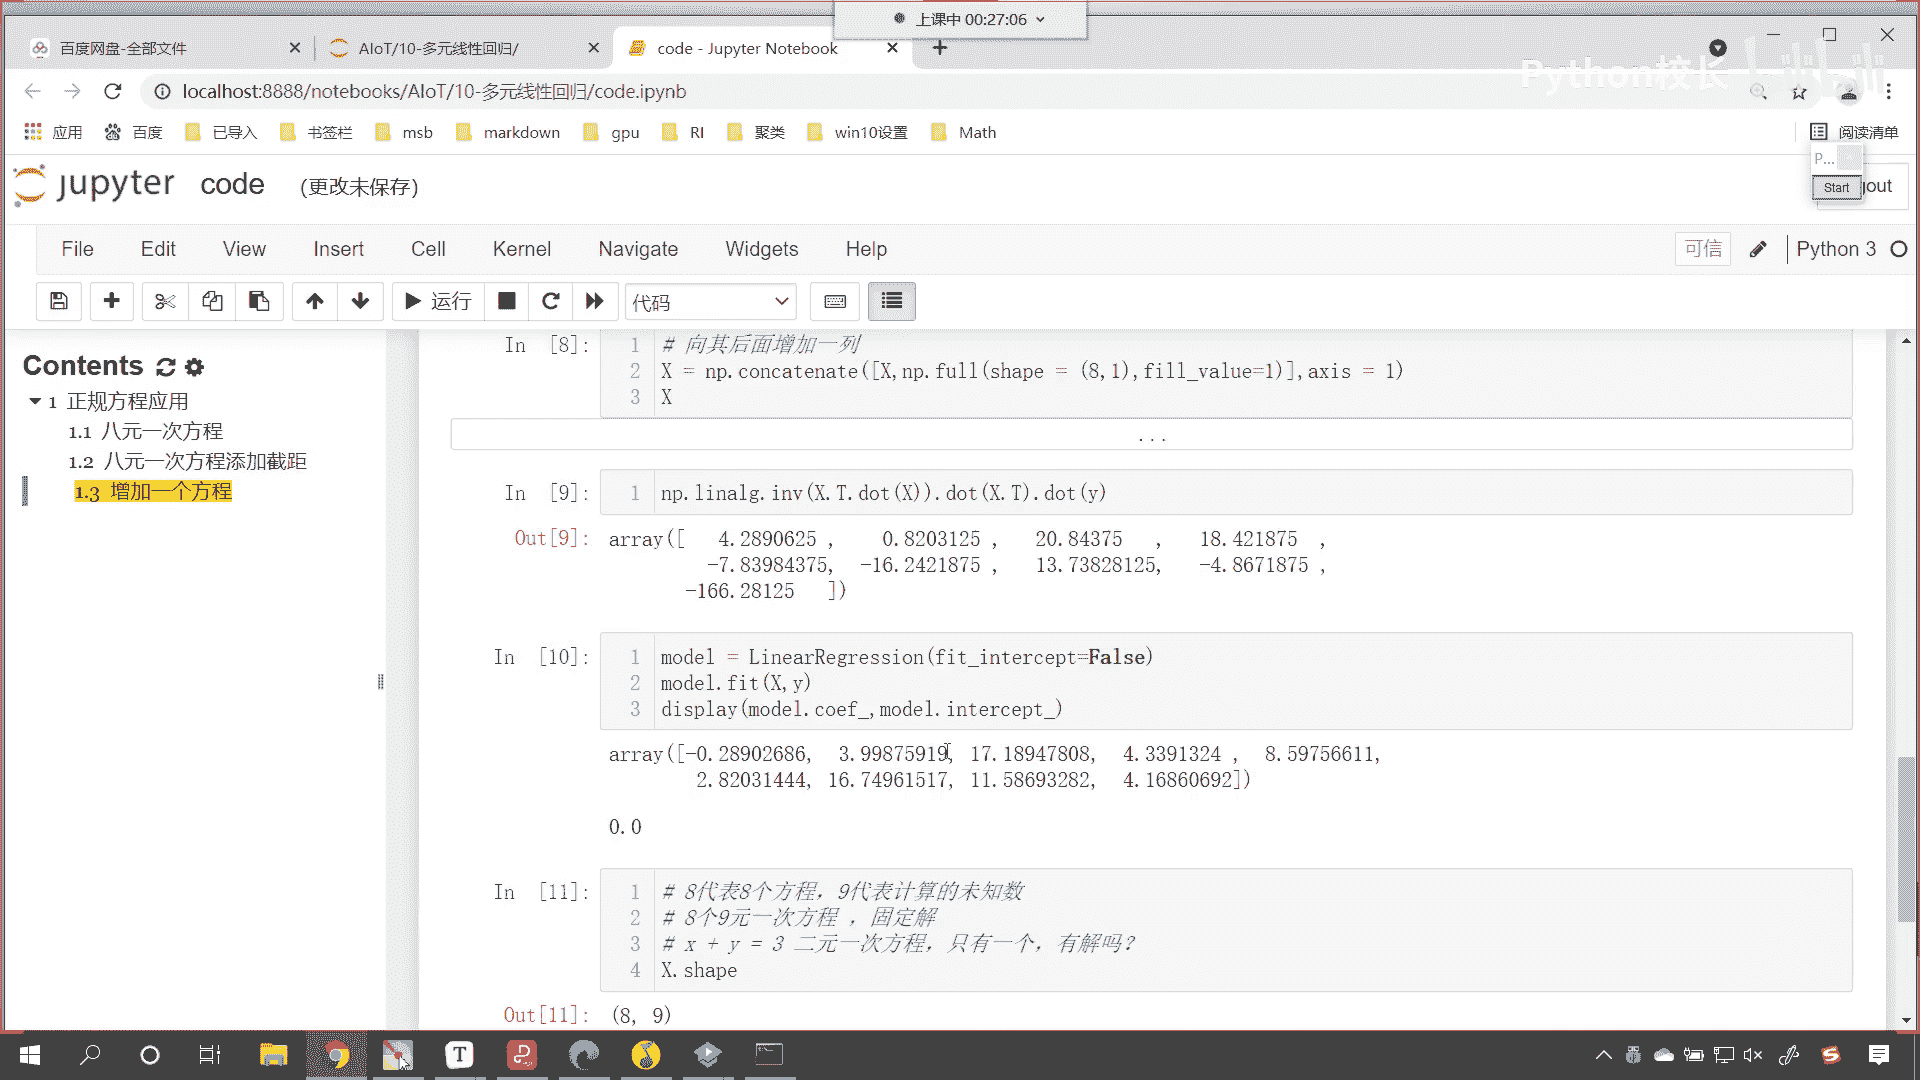 上课中 00:27:06
百度网盘-全部文件
AIoT/10-多元线性回归/
code - Jupyter Notebook
Python校长
localhost:8888/notebooks/AIoT/10-多元线性回归/code.ipynb
应用 百度 已导入 书签栏 msb markdown gpu RI 聚类 win10设置 Math 阅读清单
P...
Start
jupyter code (更改未保存)
File Edit View Insert Cell Kernel Navigate Widgets Help 可信 Python 3
运行 代码
Contents
1 正规方程应用
1.1 八元一次方程
1.2 八元一次方程添加截距
1.3 增加一个方程
In [8]:
1 # 向其后面增加一列
2 X = np.concatenate([X,np.full(shape = (8,1),fill_value=1)],axis = 1)
3 X
...
In [9]:
1 np.linalg.inv(X.T.dot(X)).dot(X.T).dot(y)
Out[9]: array([ 4.2890625 , 0.8203125 , 20.84375 , 18.421875 ,
-7.83984375, -16.2421875 , 13.73828125, -4.8671875 ,
-166.28125 ])
In [10]:
1 model = LinearRegression(fit_intercept=False)
2 model.fit(X,y)
3 display(model.coef_,model.intercept_)
array([-0.28902686, 3.99875919, 17.18947808, 4.3391324 , 8.59756611,
2.82031444, 16.74961517, 11.58693282, 4.16860692])
0.0
In [11]:
1 # 8代表8个方程，9代表计算的未知数
2 # 8个9元一次方程 ，固定解
3 # x + y = 3 二元一次方程，只有一个，有解吗？
4 X.shape
Out[11]: (8, 9)